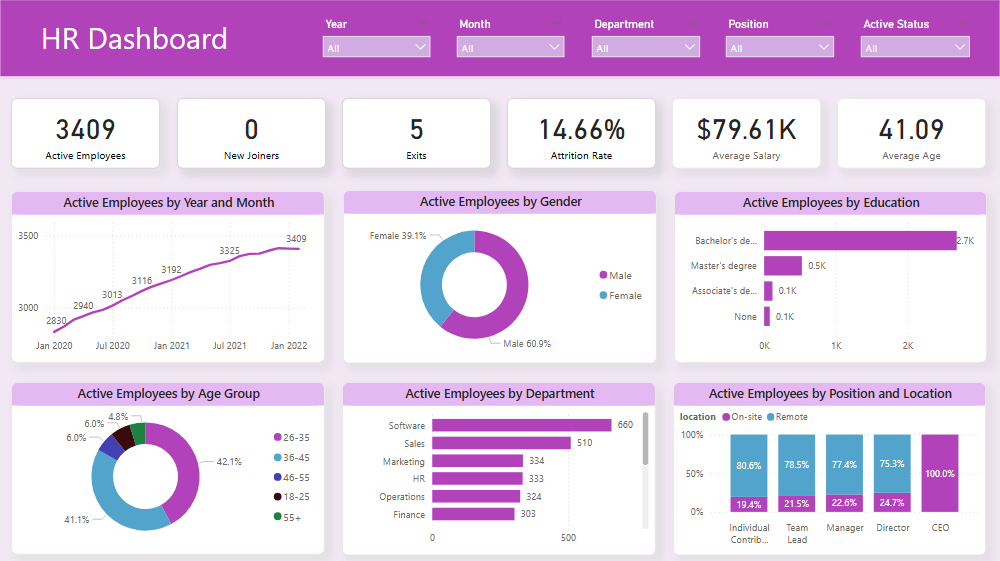 HR Dashboard
Year
Month
Department
Position
Active Status
All
All
All
All
All
3409
Active Employees
0
New Joiners
5
Exits
14.66%
Attrition Rate
$79.61K
Average Salary
41.09
Average Age
Active Employees by Year and Month
3500
3000
2830
2940
3013
3116
3192
3325
3409
Jan 2020
Jul 2020
Jan 2021
Jul 2021
Jan 2022
Active Employees by Gender
Female 39.1%
Male 60.9%
Male
Female
Active Employees by Education
Bachelor's de...
2.7K
Master's degree
0.5K
Associate's de...
0.1K
None
0.1K
0K
1K
2K
Active Employees by Age Group
4.8%
6.0%
6.0%
42.1%
41.1%
26-35
36-45
46-55
18-25
55+
Active Employees by Department
Software
660
Sales
510
Marketing
334
HR
333
Operations
324
Finance
303
0
500
Active Employees by Position and Location
location
On-site
Remote
100%
50%
0%
80.6%
78.5%
77.4%
75.3%
100.0%
19.4%
21.5%
22.6%
24.7%
Individual
Contrib...
Team
Lead
Manager
Director
CEO